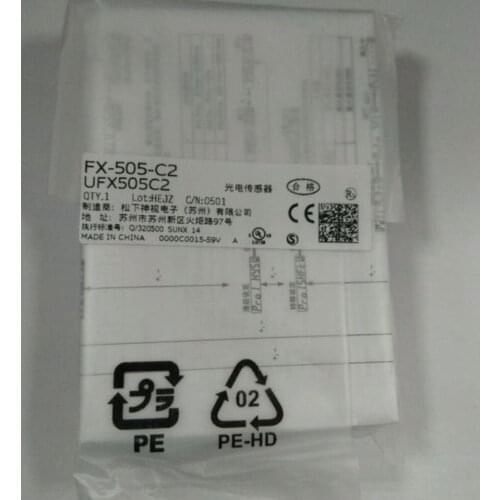 FX-505-C2
UFX505C2
光电传感器
合格
QTY.1 Lot:HEJZ C/N:0501
制造商: 松下神视电子（苏州）有限公司
地 址: 苏州市苏州新区火炬路97号
执行标准号: Q/320500 SUNX 14
MADE IN CHINA 0000C0015-59V A
プラ
PE
02
PE-HD